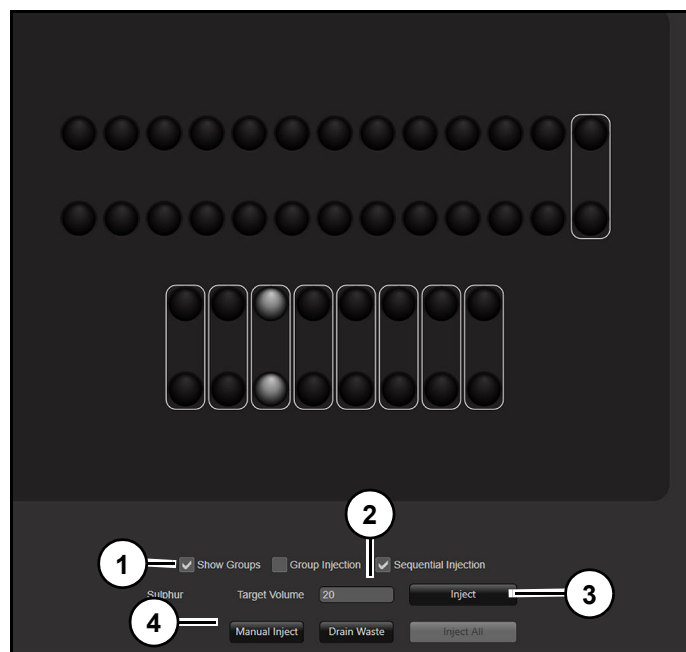 2
1
Show Groups Group Injection Sequential Injection
Sulphur Target Volume 20 Inject
3
4
Manual Inject Drain Waste Inject All